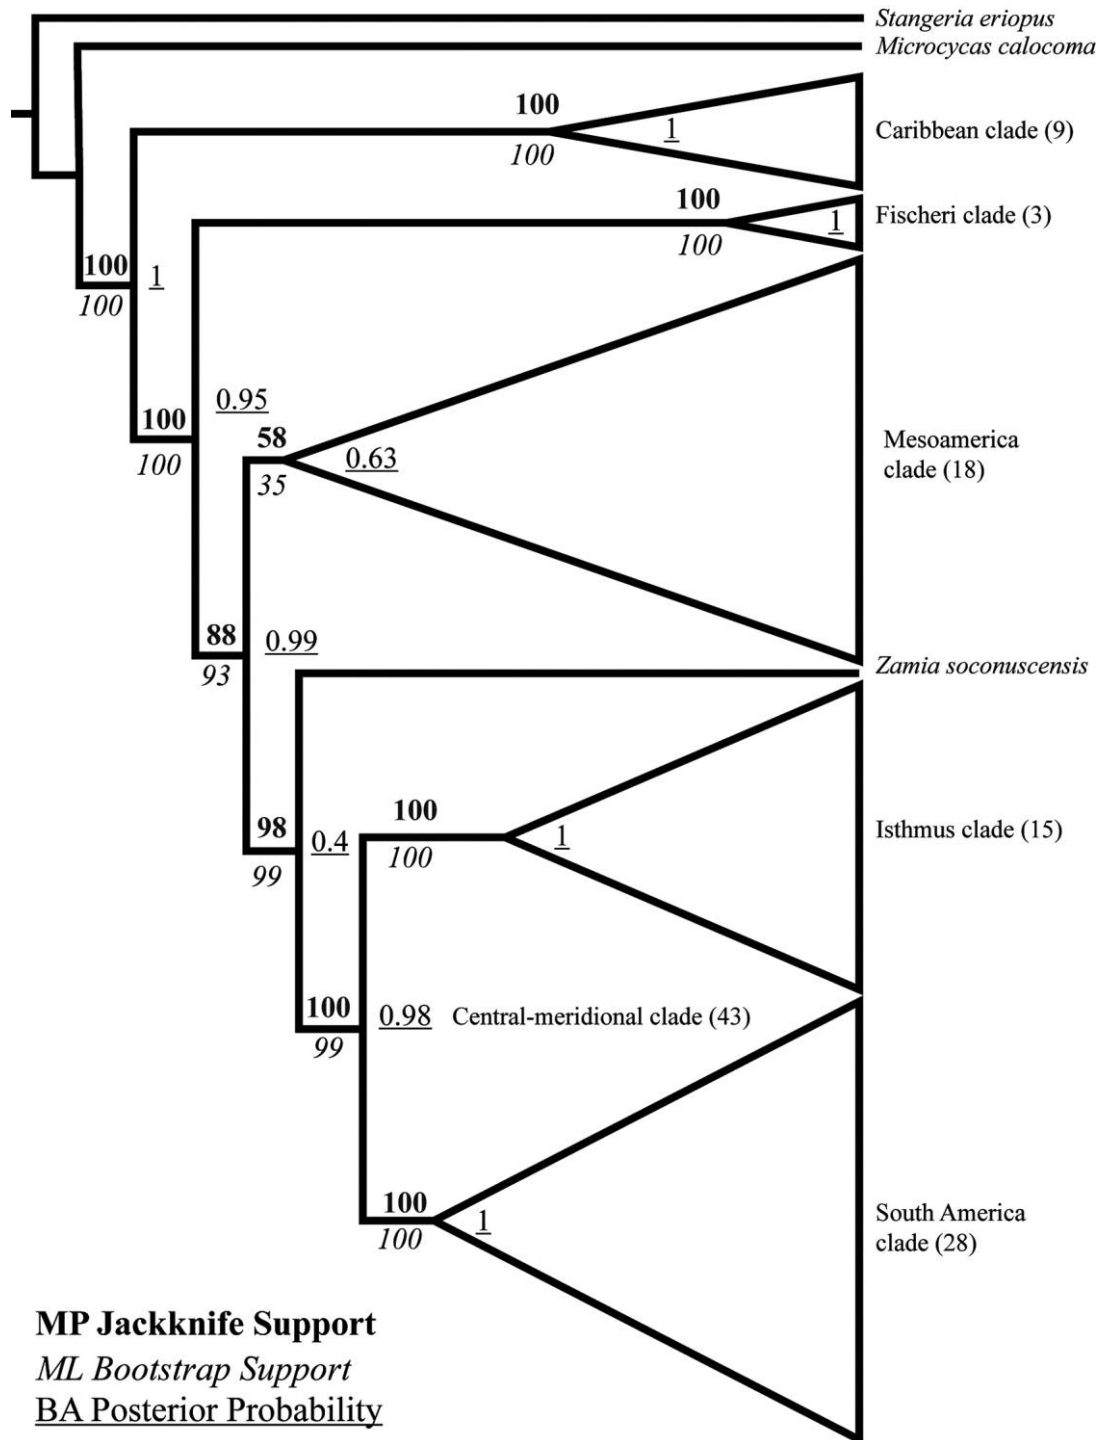 Stangeria eriopus
Microcycas calocoma
100
1
100
Caribbean clade (9)
100
1
100
Fischeri clade (3)
100
1
100
0.95
100
100
58
0.63
35
Mesoamerica
clade (18)
88
0.99
93
Zamia soconuscensis
98
0.4
99
100
1
100
Isthmus clade (15)
100
0.98
99
Central-meridional clade (43)
100
1
100
South America
clade (28)
MP Jackknife Support
ML Bootstrap Support
BA Posterior Probability